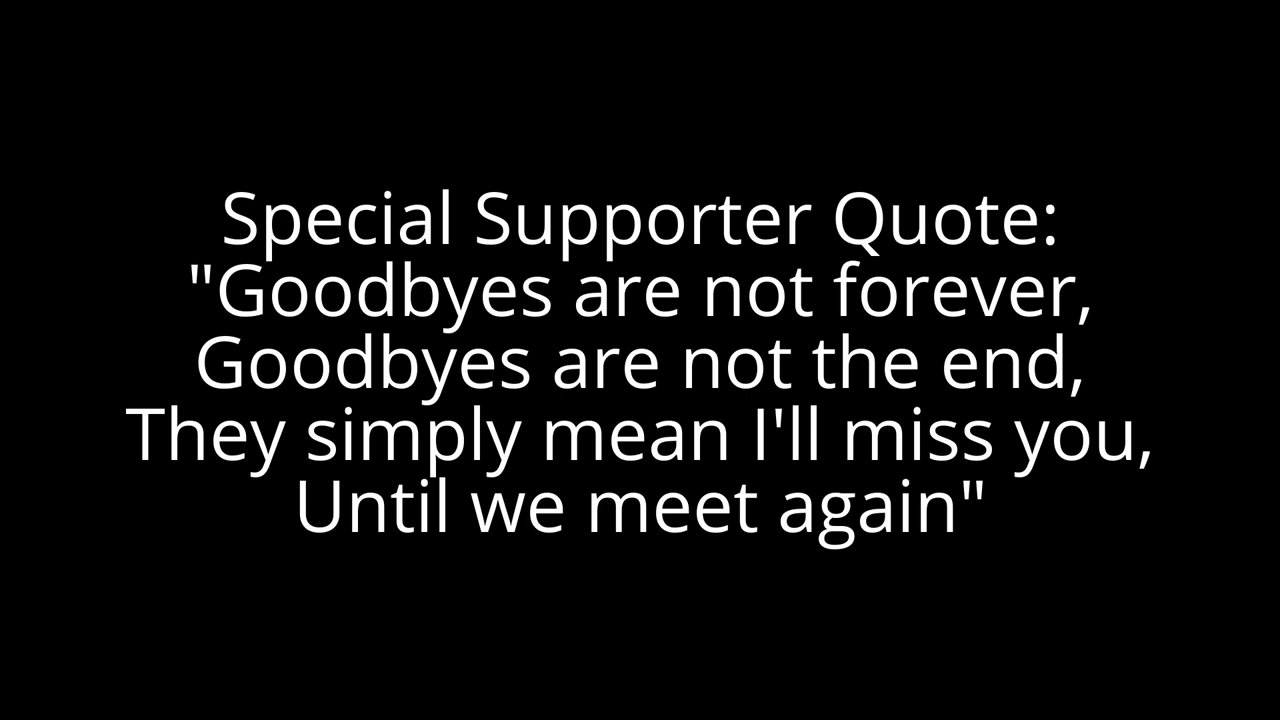 Special Supporter Quote:
"Goodbyes are not forever,
Goodbyes are not the end,
They simply mean I'll miss you,
Until we meet again"